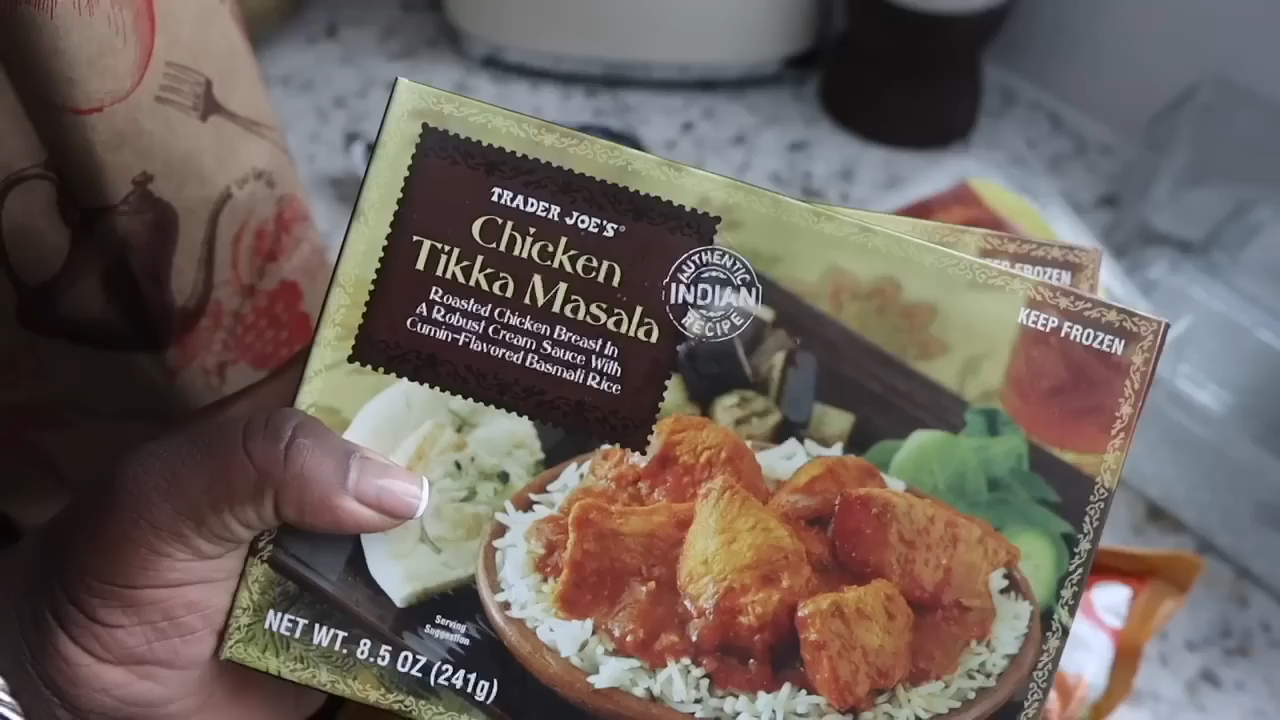 TRADER JOE'S®
Chicken
Tikka Masala
Roasted Chicken Breast In
A Robust Cream Sauce With
Cumin-Flavored Basmati Rice
AUTHENTIC
INDIAN
RECIPE
FROZEN
KEEP FROZEN
Serving
Suggestion
NET WT. 8.5 OZ (241g)